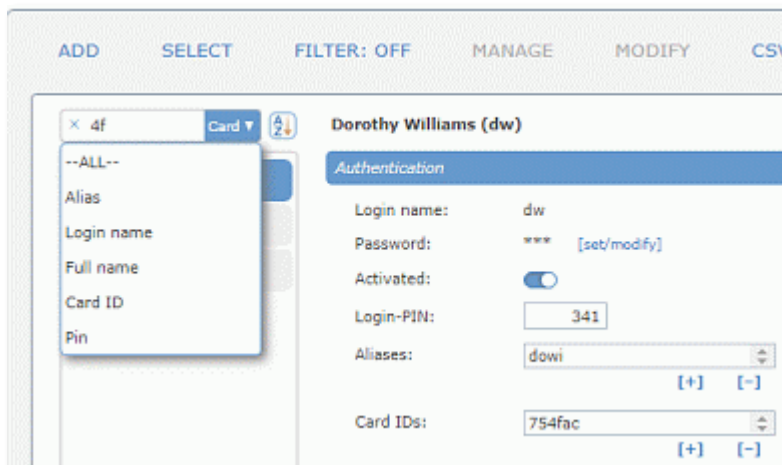 ADD SELECT FILTER: OFF MANAGE MODIFY CSV
× 4f Card ▼ A Z Dorothy Williams (dw)
--ALL-- Authentication
Alias
Login name Login name: dw
Full name Password: *** [set/modify]
Card ID Activated:
Pin Login-PIN: 341
Aliases: dowi
[+] [−]
Card IDs: 754fac
[+] [−]